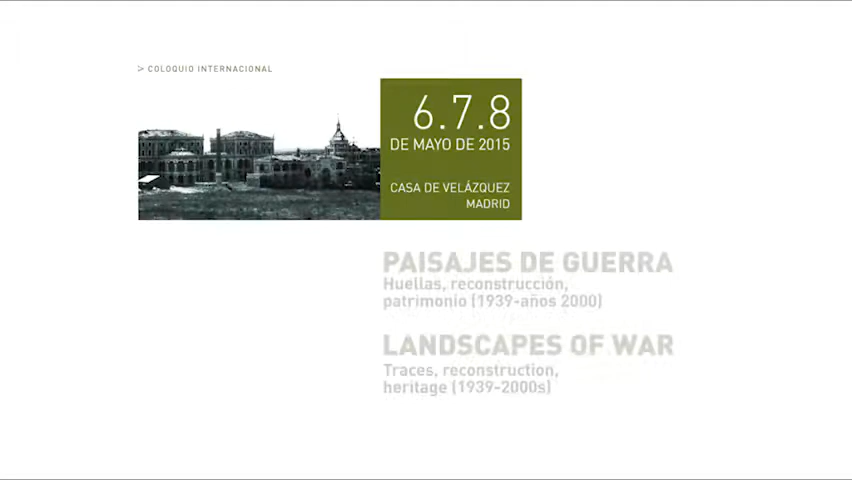 > COLOQUIO INTERNACIONAL
6.7.8
DE MAYO DE 2015
CASA DE VELÁZQUEZ
MADRID
PAISAJES DE GUERRA
Huellas, reconstrucción,
patrimonio (1939-años 2000)
LANDSCAPES OF WAR
Traces, reconstruction,
heritage (1939-2000s)